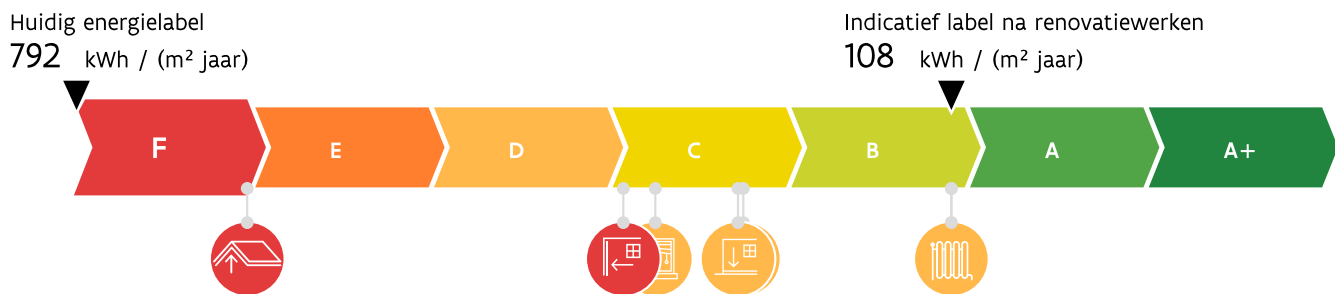 Huidig energielabel
792 kWh / (m² jaar)
Indicatief label na renovatiewerken
108 kWh / (m² jaar)
F E D C B A A+